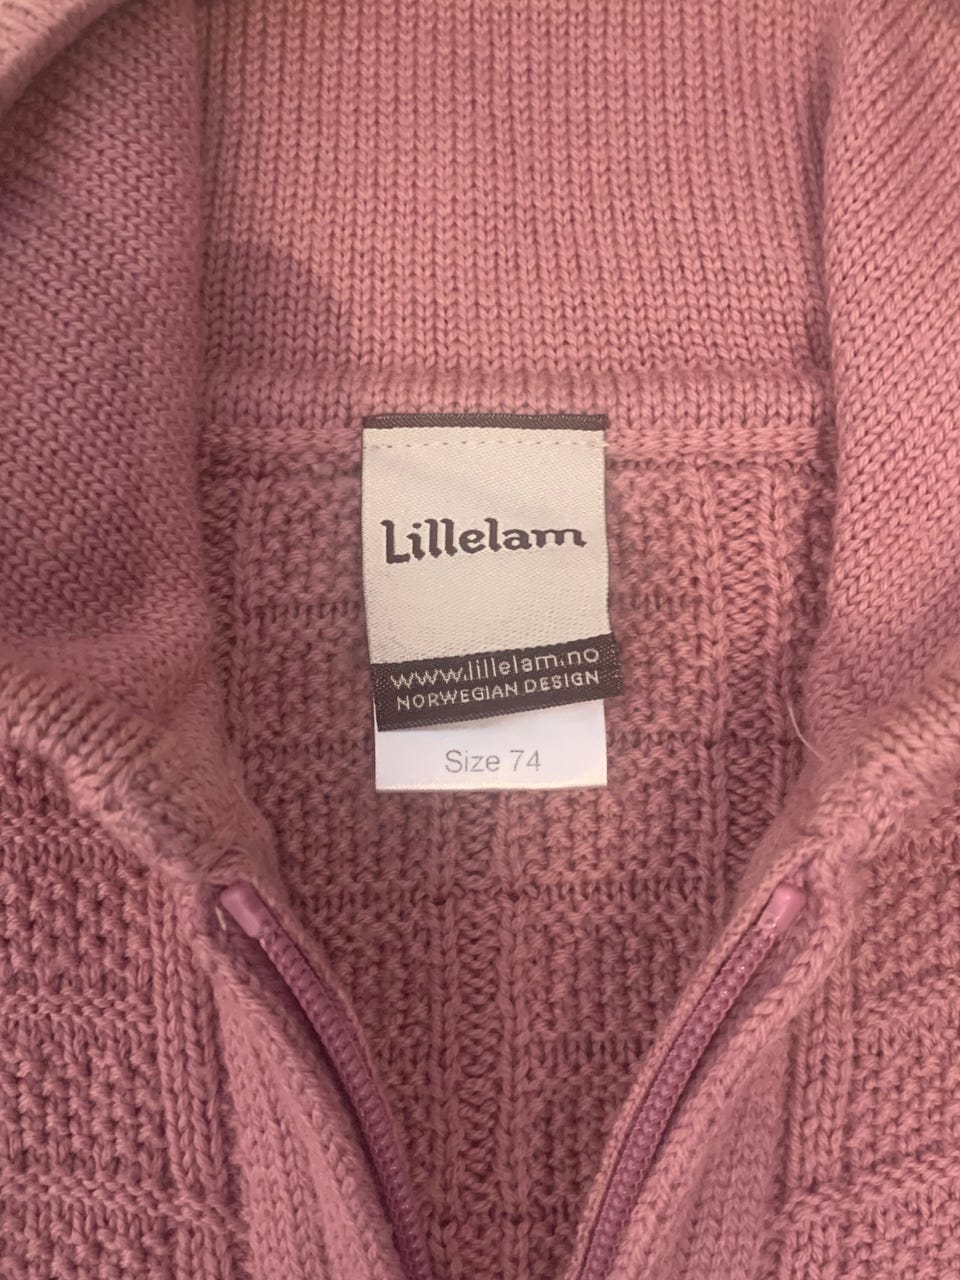 Lillelam
www.lillelam.no
NORWEGIAN DESIGN
Size 74